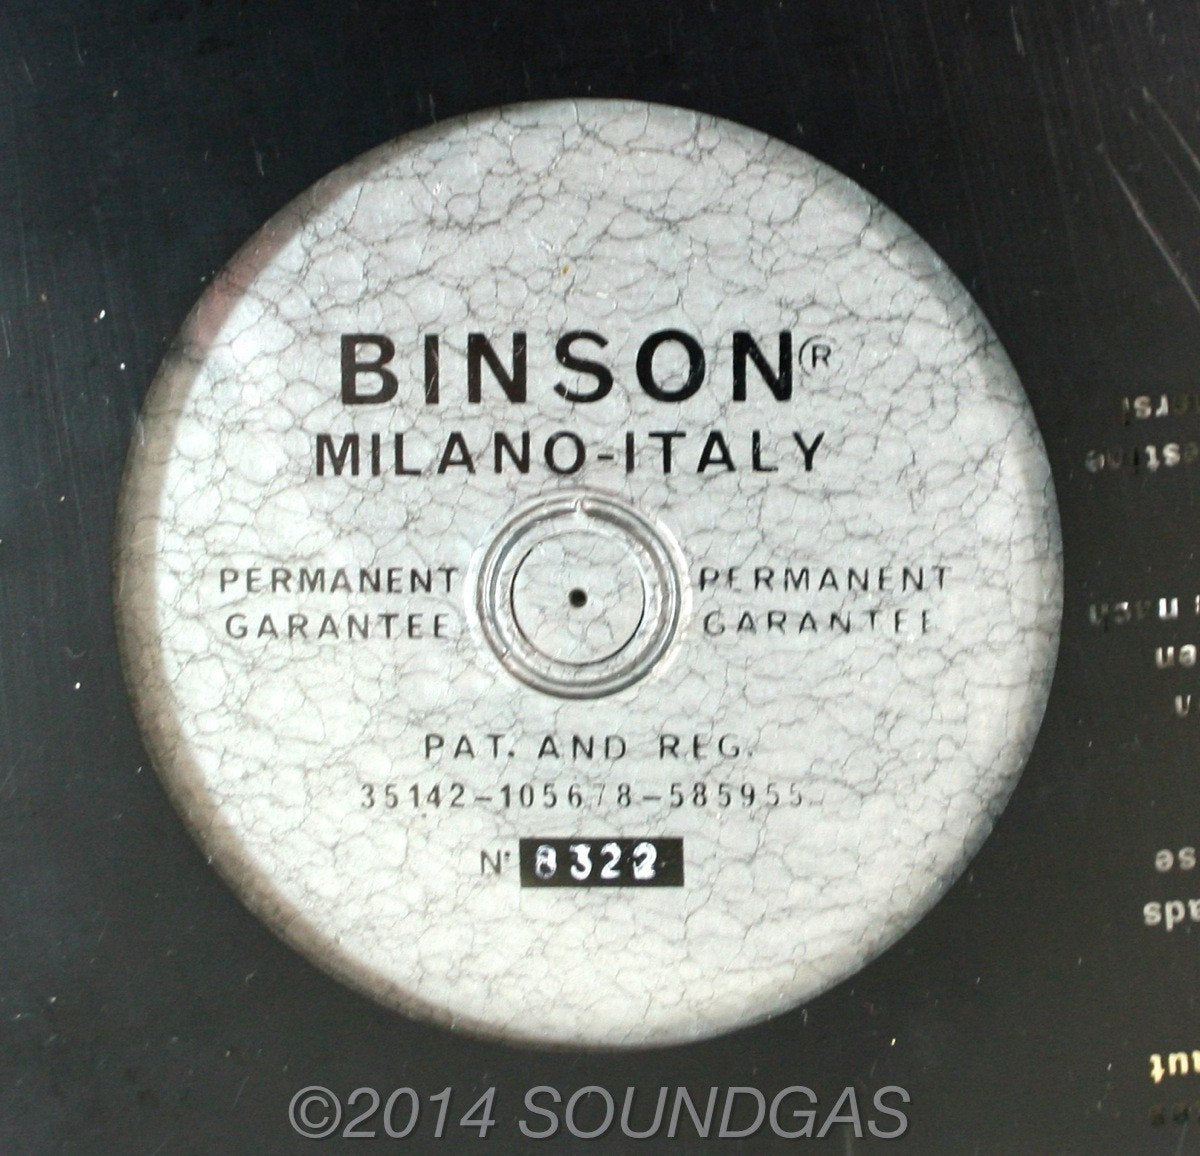 BINSON®
MILANO-ITALY
PERMANENT PERMANENT
GARANTEE GARANTEE
PAT. AND REG.
35142-105678-585955
N° 8322
©2014 SOUNDGAS